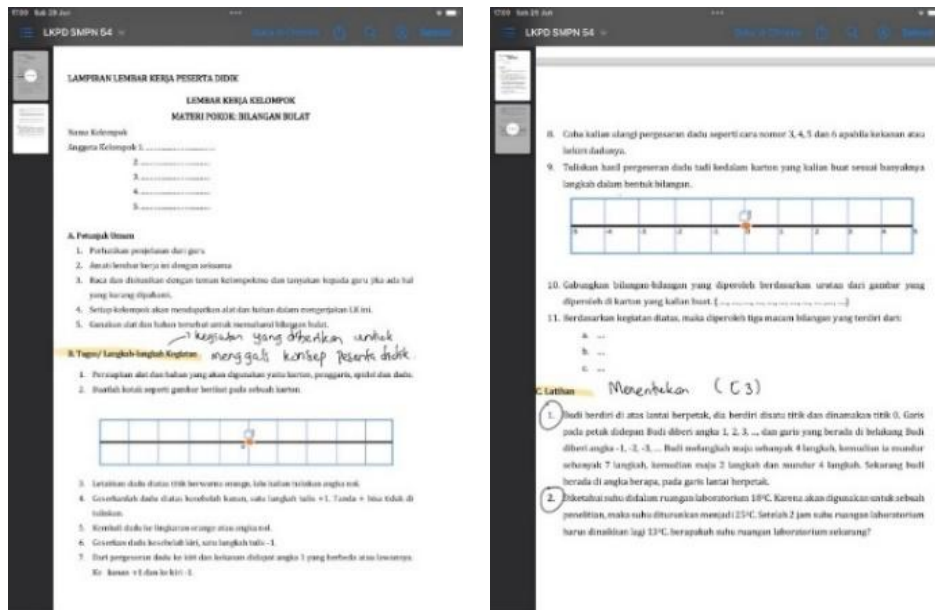 LKPD SMPN 54
LAMPIRAN LEMBAR KERJA PESERTA DIDIK
LEMBAR KERJA KELOMPOK
MATERI POKOK: BILANGAN BULAT
Nama Kelompok
Anggota Kelompok 1. ........................
2. ........................
3. ........................
4. ........................
5. ........................
A. Petunjuk Umum
1. Perhatikan penjelasan dari guru
2. Amati lembar kerja ini dengan seksama
3. Baca dan diskusikan dengan teman kelompokmu dan tanyakan kepada guru jika ada hal
yang kurang dipahami.
4. Setiap kelompok akan mendapatkan alat dan bahan dalam mengerjakan LK ini.
5. Gunakan alat dan bahan tersebut untuk memahami bilangan bulat.
kegiatan yang diberikan untuk
menggali konsep peserta didik
B. Tugas/ Langkah-langkah Kegiatan
1. Persiapkan alat dan bahan yang akan digunakan yaitu karton, penggaris, spidol dan dadu.
2. Buatlah kotak seperti gambar berikut pada sebuah karton.
3. Letakkan dadu diatas titik berwarna orange, lalu kalian tuliskan angka nol.
4. Geserkanlah dadu diatas kesebelah kanan, satu langkah tulis +1. Tanda + bisa tidak di
tuliskan.
5. Kembali dadu ke lingkaran orange atau angka nol.
6. Geserkan dadu kesebelah kiri, satu langkah tulis -1.
7. Dari pergeseran dadu ke kiri dan kekanan didapat angka 1 yang berbeda atau lawannya.
Ke kanan +1 dan ke kiri -1.
LKPD SMPN 54
8. Coba kalian ulangi pergeseran dadu seperti cara nomor 3, 4, 5 dan 6 apabila kekanan atau
kekiri dadunya.
9. Tuliskan hasil pergeseran dadu tadi kedalam karton yang kalian buat sesuai banyaknya
langkah dalam bentuk bilangan.
-5 -4 -3 -2 -1 0 1 2 3 4 5
10. Gabungkan bilangan-bilangan yang diperoleh berdasarkan urutan dari gambar yang
diperoleh di karton yang kalian buat. {..., ..., ..., ..., ..., ..., ..., ..., ..., ..., ...}
11. Berdasarkan kegiatan diatas, maka diperoleh tiga macam bilangan yang terdiri dari:
a. ...
b. ...
c. ...
C. Latihan Menentukan (C3)
1. Budi berdiri di atas lantai berpetak, dia berdiri disatu titik dan dinamakan titik 0. Garis
pada petak didepan Budi diberi angka 1, 2, 3, ... dan garis yang berada di belakang Budi
diberi angka -1, -2, -3, ... Budi melangkah maju sebanyak 4 langkah, kemudian ia mundur
sebanyak 7 langkah, kemudian maju 2 langkah dan mundur 4 langkah. Sekarang budi
berada di angka berapa, pada garis lantai berpetak.
2. Diketahui suhu didalam ruangan laboratorium 18°C. Karena akan digunakan untuk sebuah
penelitian, maka suhu diturunkan menjadi 25°C. Setelah 2 jam suhu ruangan laboratorium
harus dinaikkan lagi 13°C. berapakah suhu ruangan laboratorium sekarang?